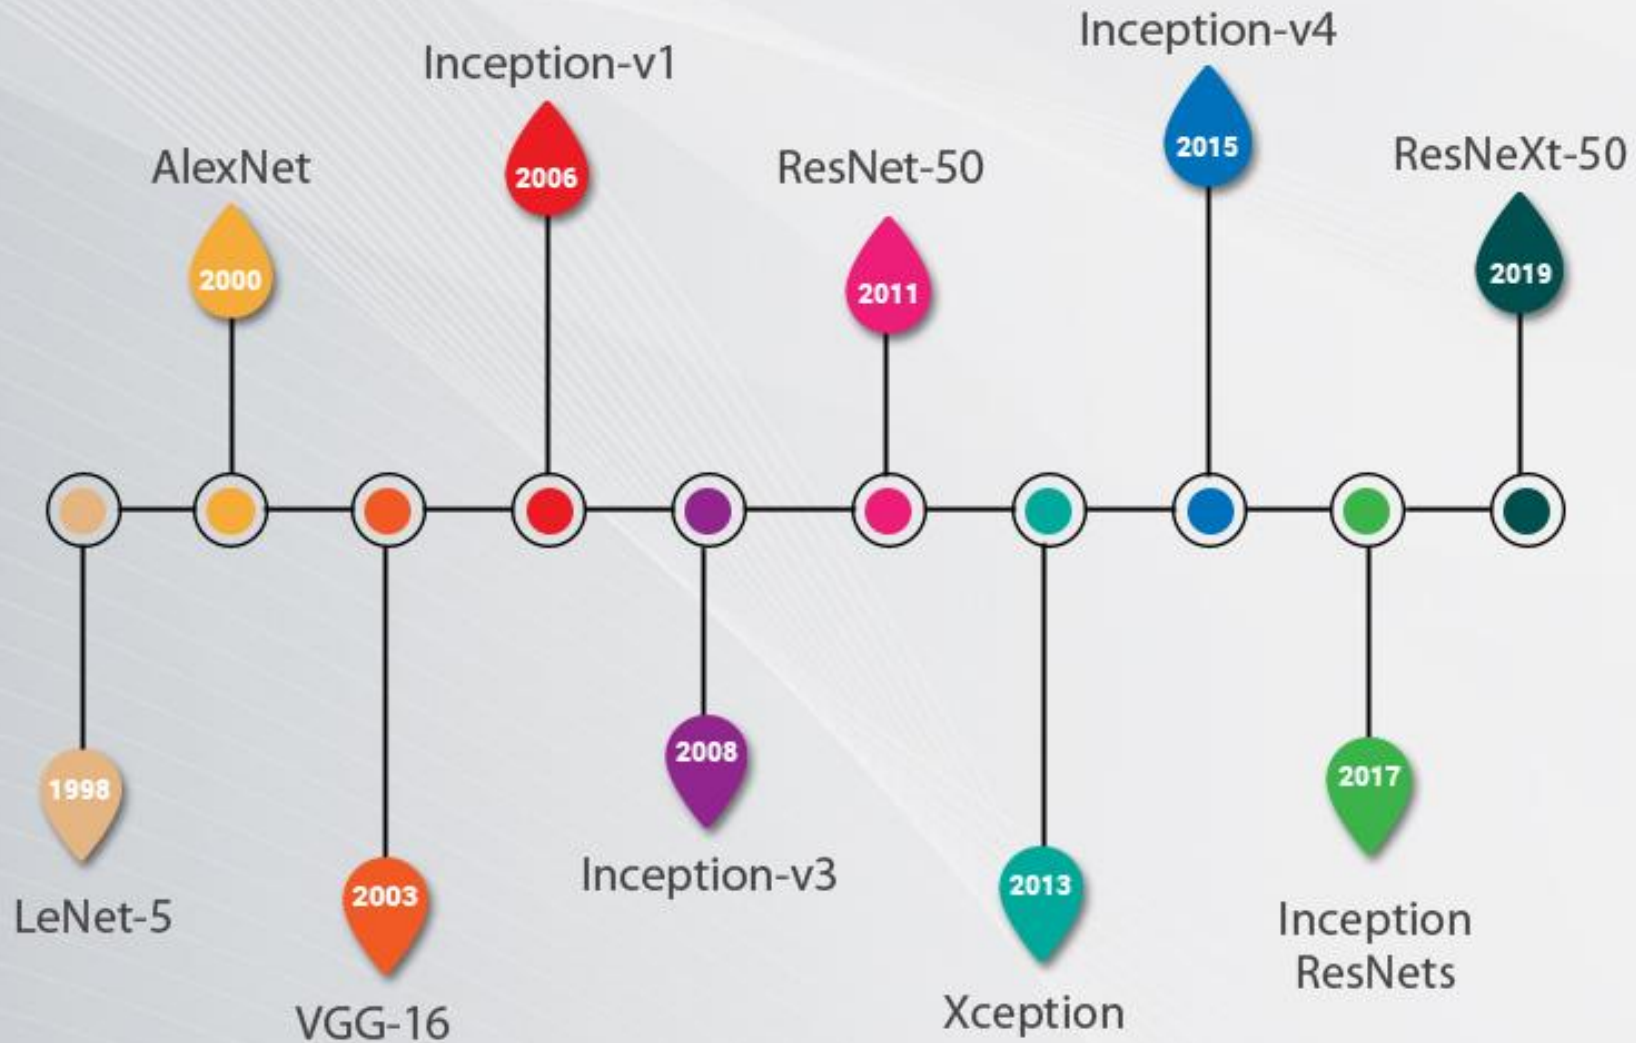 Inception-v4
Inception-v1
2015
ResNeXt-50
AlexNet
2006
ResNet-50
2000
2011
2019
1998
2008
2017
LeNet-5
2003
Inception-v3
2013
Inception
ResNets
VGG-16
Xception